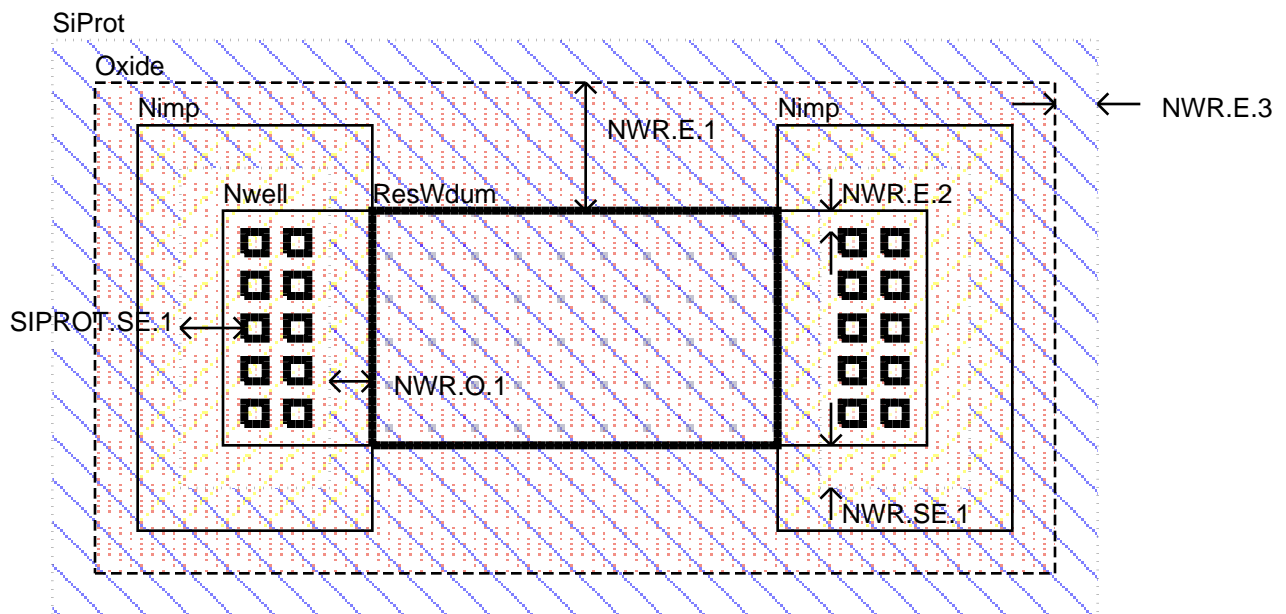 SiProt
Oxide
Nimp
Nimp
NWR.E.3
NWR.E.1
Nwell
ResWdum
NWR.E.2
SIPROT.SE.1
NWR.O.1
NWR.SE.1